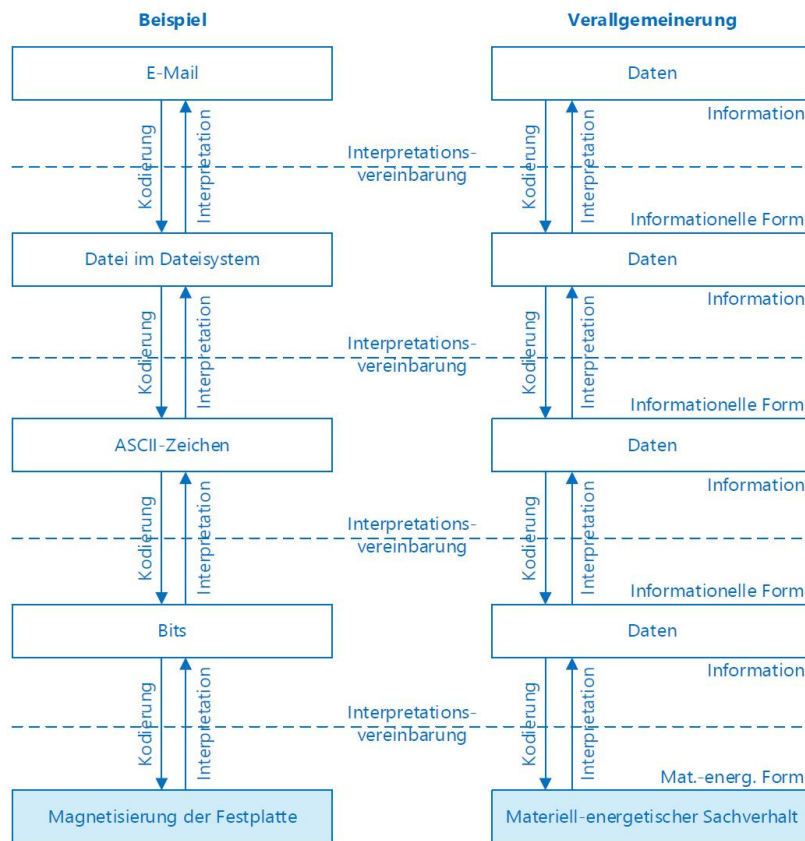 Beispiel
Verallgemeinerung
E-Mail
Daten
Information
Kodierung
Interpretation
Interpretations-
vereinbarung
Kodierung
Interpretation
Informationelle Form
Datei im Dateisystem
Daten
Information
Kodierung
Interpretation
Interpretations-
vereinbarung
Kodierung
Interpretation
Informationelle Form
ASCII-Zeichen
Daten
Information
Kodierung
Interpretation
Interpretations-
vereinbarung
Kodierung
Interpretation
Informationelle Form
Bits
Daten
Information
Kodierung
Interpretation
Interpretations-
vereinbarung
Kodierung
Interpretation
Mat.-energ. Form
Magnetisierung der Festplatte
Materiell-energetischer Sachverhalt